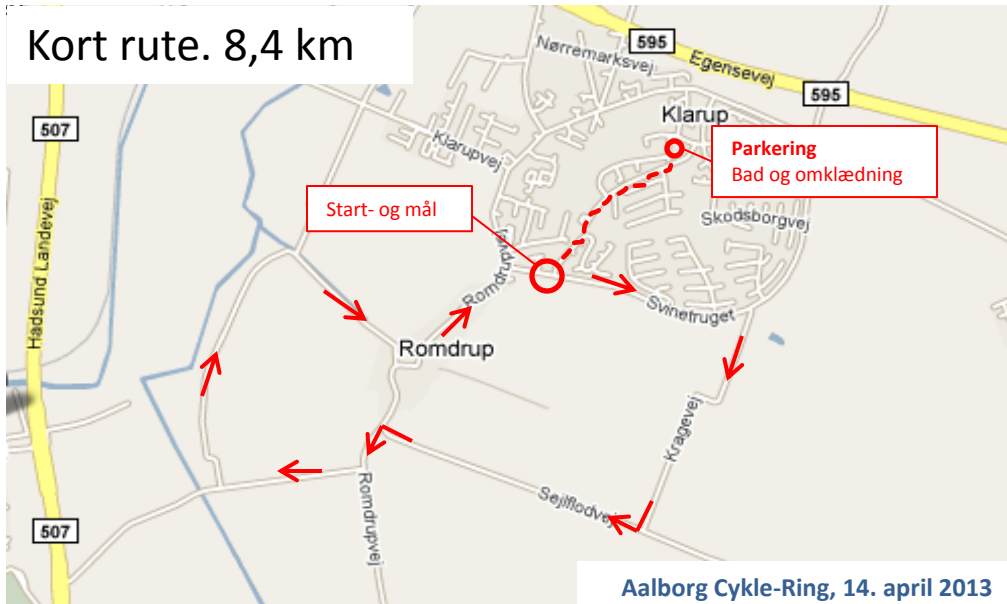 Kort rute. 8,4 km
595
Nørremarksvej
Egensevej
595
507
Klarup
Klarupvej
Parkering
Bad og omklædning
Start- og mål
Skodsborgvej
Hadsund Landevej
Romdrup
Svinetruget
Romdrup
Kragevej
Sejlflodvej
Romdrupvej
507
Aalborg Cykle-Ring, 14. april 2013